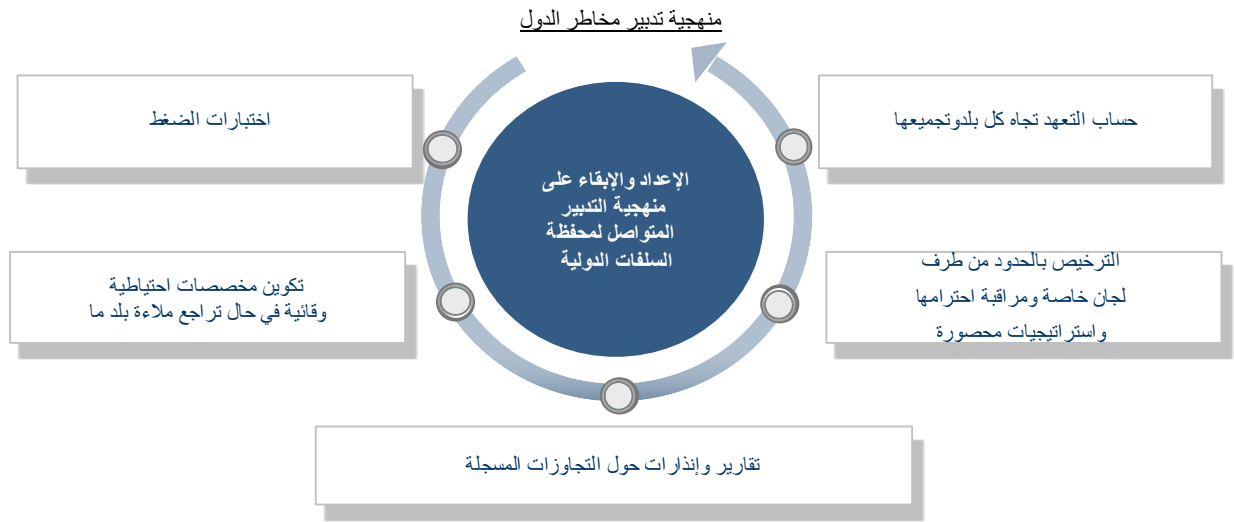 منهجية تدبير مخاطر الدول
حساب التعهد تجاه كل بلدوتجميعها
اختبارات الضغط
الإعداد والإبقاء على
منهجية التدبير
المتواصل لمحفظة
السلفات الدولية
الترخيص بالحدود من طرف
لجان خاصة ومراقبة احترامها
واستراتيجيات محصورة
تكوين مخصصات احتياطية
وقائية في حال تراجع ملاءة بلد ما
تقارير وإنذارات حول التجاوزات المسجلة